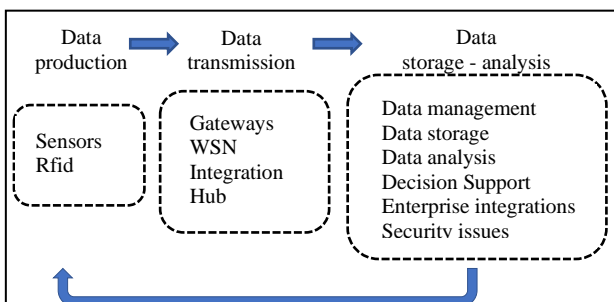 Data
production
Data
transmission
Data
storage - analysis
Sensors
Rfid
Gateways
WSN
Integration
Hub
Data management
Data storage
Data analysis
Decision Support
Enterprise integrations
Security issues